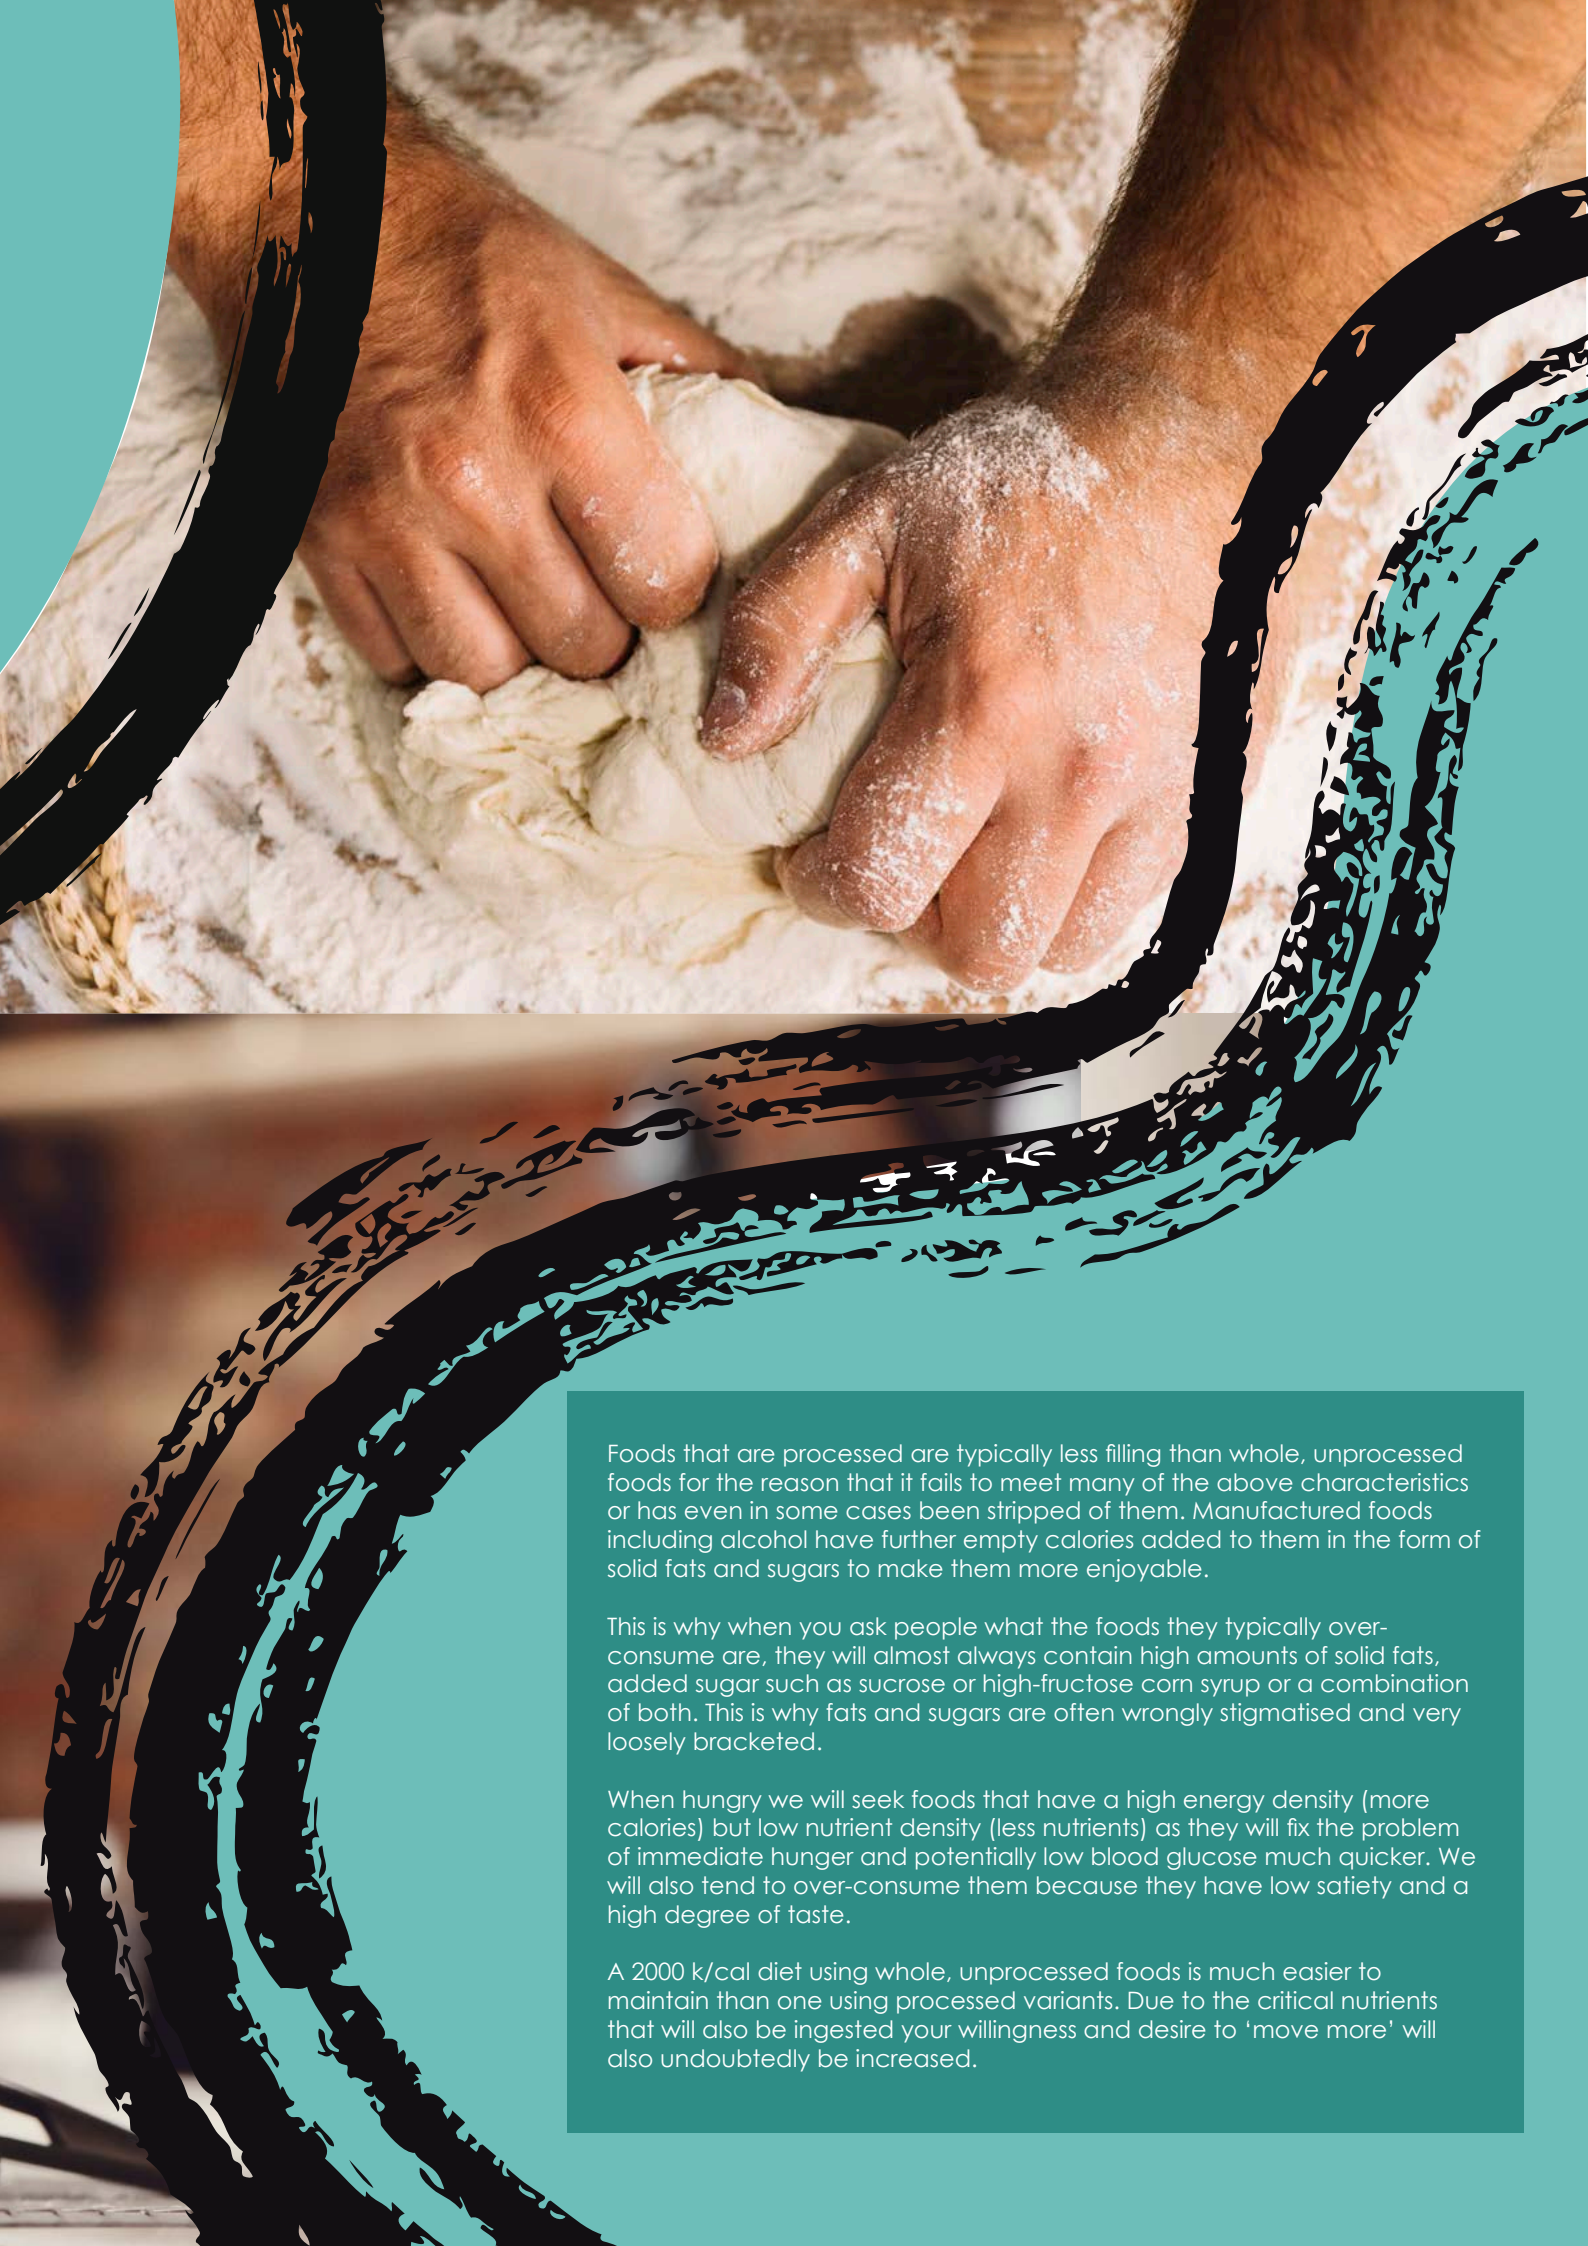 Foods that are processed are typically less filling than whole, unprocessed
foods for the reason that it fails to meet many of the above characteristics
or has even in some cases been stripped of them. Manufactured foods
including alcohol have further empty calories added to them in the form of
solid fats and sugars to make them more enjoyable.
This is why when you ask people what the foods they typically over-
consume are, they will almost always contain high amounts of solid fats,
added sugar such as sucrose or high-fructose corn syrup or a combination
of both. This is why fats and sugars are often wrongly stigmatised and very
loosely bracketed.
When hungry we will seek foods that have a high energy density (more
calories) but low nutrient density (less nutrients) as they will fix the problem
of immediate hunger and potentially low blood glucose much quicker. We
will also tend to over-consume them because they have low satiety and a
high degree of taste.
A 2000 k/cal diet using whole, unprocessed foods is much easier to
maintain than one using processed variants. Due to the critical nutrients
that will also be ingested your willingness and desire to ‘move more’ will
also undoubtedly be increased.